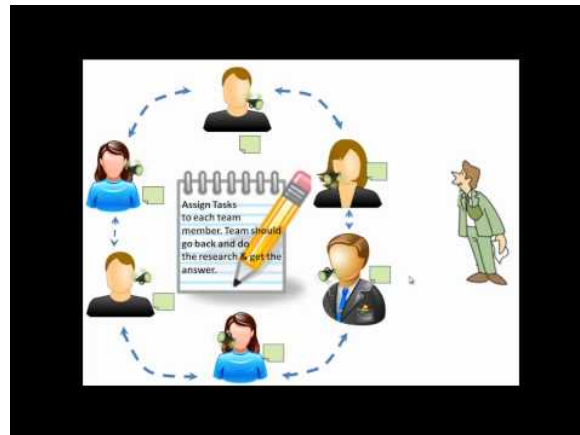 Assign Tasks
to each team
member. Team should
go back and do
the research & get the
answer.